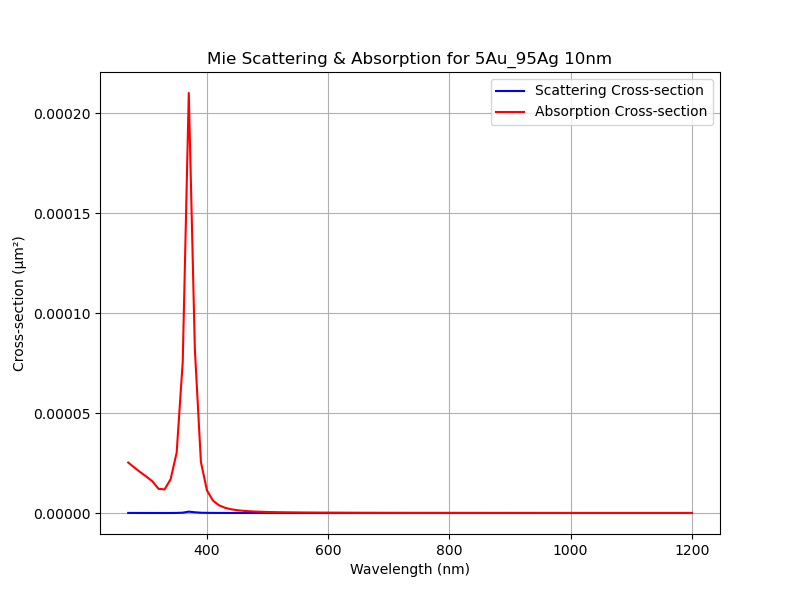 Mie Scattering & Absorption for 5Au_95Ag 10nm
Scattering Cross-section
Absorption Cross-section
Cross-section (µm²)
0.00020
0.00015
0.00010
0.00005
0.00000
400 600 800 1000 1200
Wavelength (nm)